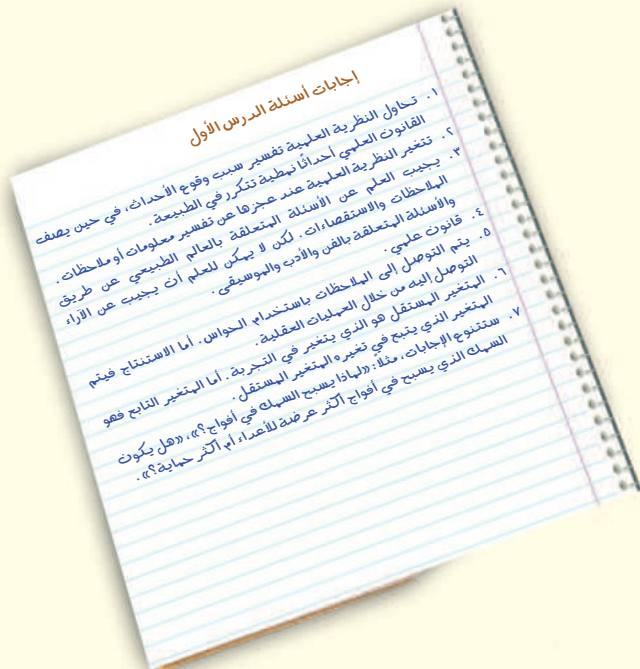 إجابات أسئلة الدرس الأول
١. تحاول النظرية العلمية تفسير سبب وقوع الأحداث، في حين يصف
القانون العلمي أحداثًا نمطية تتكرر في الطبيعة.
٢. تتغير النظرية العلمية عند عجزها عن تفسير معلومات أو ملاحظات.
٣. يجيب العلم عن الأسئلة المتعلقة بالعالم الطبيعي عن طريق
الملاحظات والاستقصاءات. لكن لا يمكن للعلم أن يجيب عن الآراء
والأسئلة المتعلقة بالفن والأدب والموسيقى.
٤. قانون علمي.
٥. يتم التوصل إلى الملاحظات باستخدام الحواس. أما الاستنتاج فيتم
التوصل إليه من خلال العمليات العقلية.
٦. المتغير المستقل هو الذي يتغير في التجربة. أما المتغير التابع فهو
المتغير الذي يتبع في تغيره المتغير المستقل.
٧. ستتنوع الإجابات، مثلاً: «لماذا يسبح السمك في أفواج؟»، «هل يكون
السمك الذي يسبح في أفواج أكثر عرضة للأعداء أم أكثر حماية؟».